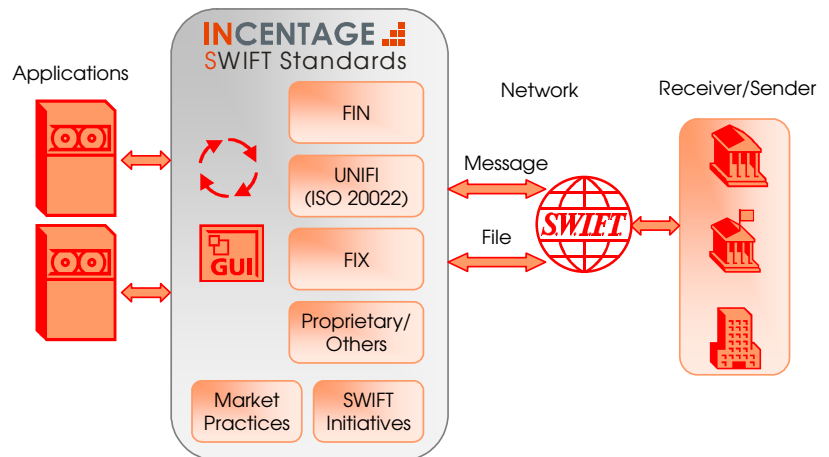 INCENTAGE
SWIFT Standards
Applications
Network
Receiver/Sender
FIN
UNIFI
(ISO 20022)
FIX
Proprietary/
Others
Market
Practices
SWIFT
Initiatives
GUI
Message
File
S.W.I.F.T.